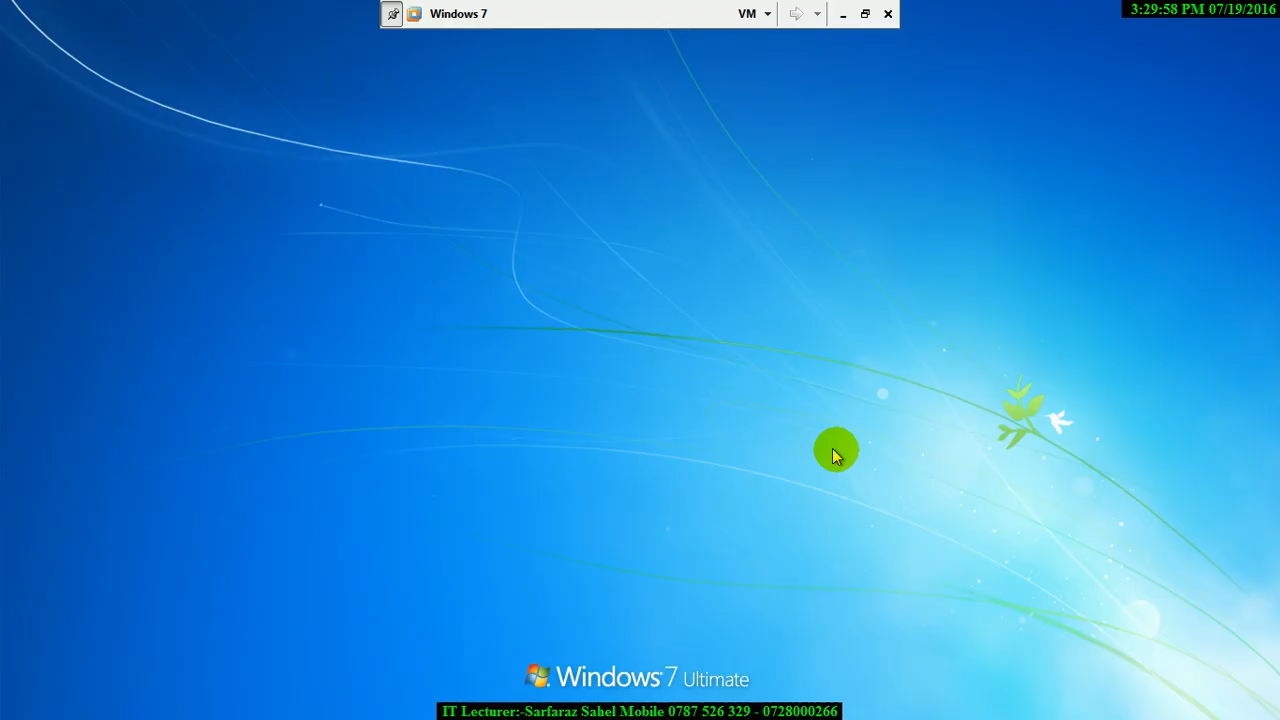 Windows 7
VM
3:29:58 PM 07/19/2016
Windows 7 Ultimate
IT Lecturer:-Sarfaraz Sahel Mobile 0787 526 329 - 0728000266